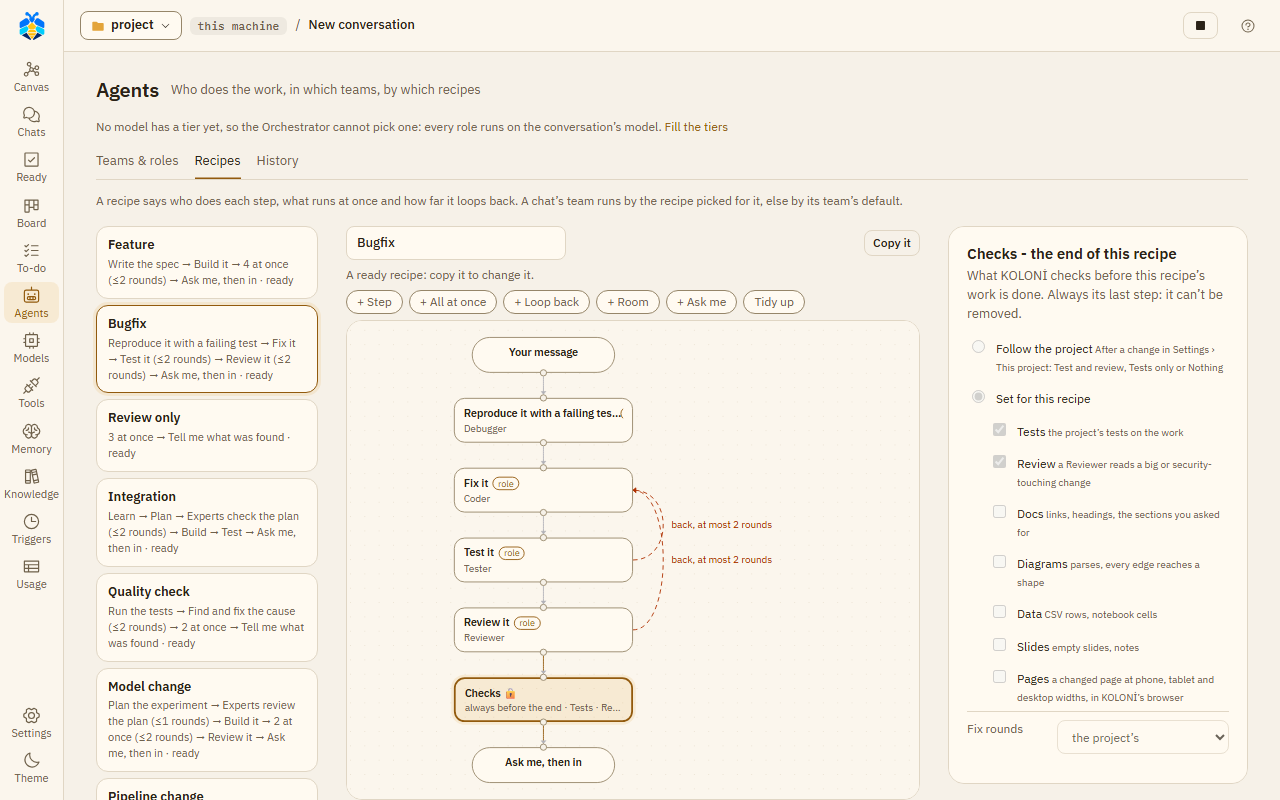 project
this machine / New conversation
Canvas
Chats
Ready
Board
To-do
Agents
Models
Tools
Memory
Knowledge
Triggers
Usage
Settings
Theme
Agents Who does the work, in which teams, by which recipes
No model has a tier yet, so the Orchestrator cannot pick one: every role runs on the conversation's model. Fill the tiers
Teams & roles Recipes History
A recipe says who does each step, what runs at once and how far it loops back. A chat's team runs by the recipe picked for it, else by its team's default.
Feature
Write the spec → Build it → 4 at once
(≤2 rounds) → Ask me, then in · ready
Bugfix
Reproduce it with a failing test → Fix it
→ Test it (≤2 rounds) → Review it (≤2
rounds) → Ask me, then in · ready
Review only
3 at once → Tell me what was found ·
ready
Integration
Learn → Plan → Experts check the plan
(≤2 rounds) → Build → Test → Ask me,
then in · ready
Quality check
Run the tests → Find and fix the cause
(≤2 rounds) → 2 at once → Tell me what
was found · ready
Model change
Plan the experiment → Experts review
the plan (≤1 rounds) → Build it → 2 at
once (≤2 rounds) → Review it → Ask
me, then in · ready
Pipeline change
Bugfix
Copy it
A ready recipe: copy it to change it.
+ Step + All at once + Loop back + Room + Ask me Tidy up
Your message
Reproduce it with a failing tes...
Debugger
Fix it role
Coder
back, at most 2 rounds
Test it role
Tester
back, at most 2 rounds
Review it role
Reviewer
Checks
always before the end · Tests · Re...
Ask me, then in
Checks - the end of this recipe
What KOLONİ checks before this recipe's
work is done. Always its last step: it can't be
removed.
Follow the project After a change in Settings ›
This project: Test and review, Tests only or Nothing
Set for this recipe
Tests the project's tests on the work
Review a Reviewer reads a big or security-
touching change
Docs links, headings, the sections you asked
for
Diagrams parses, every edge reaches a
shape
Data CSV rows, notebook cells
Slides empty slides, notes
Pages a changed page at phone, tablet and
desktop widths, in KOLONİ's browser
Fix rounds the project's